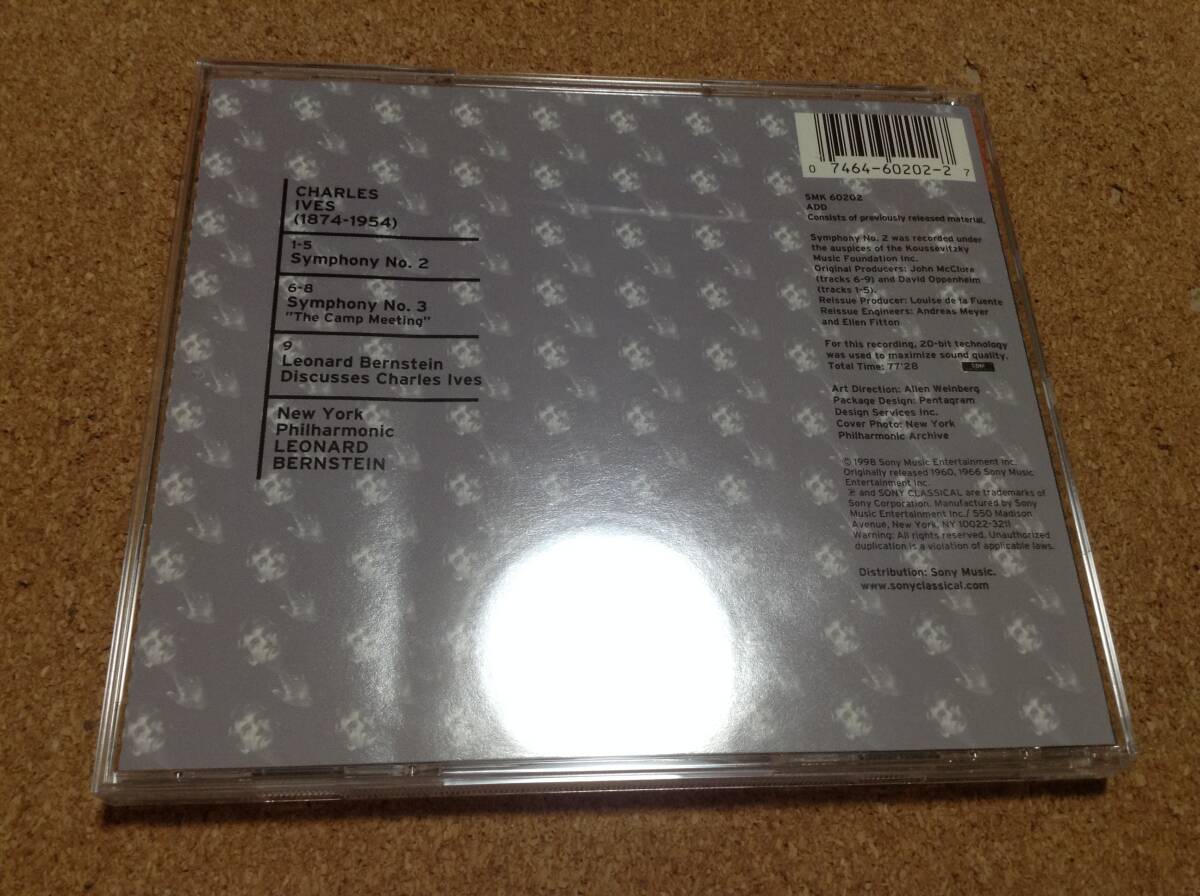 CHARLES
IVES
(1874-1954)
1-5
Symphony No. 2
6-8
Symphony No. 3
"The Camp Meeting"
9
Leonard Bernstein
Discusses Charles Ives
New York
Philharmonic
LEONARD
BERNSTEIN
0 7464-60202-2 7
SMK 60202
ADD
Consists of previously released material.
Symphony No. 2 was recorded under
the auspices of the Koussevitzky
Music Foundation Inc.
Original Producers: John McClure
(tracks 6-9) and David Oppenheim
(tracks 1-5).
Reissue Producer: Louise de la Fuente
Reissue Engineers: Andreas Meyer
and Ellen Fitton
For this recording, 20-bit technology
was used to maximize sound quality.
Total Time: 77'28
Art Direction: Allen Weinberg
Package Design: Pentagram
Design Services Inc.
Cover Photo: New York
Philharmonic Archive
© 1998 Sony Music Entertainment Inc.
Originally released 1960, 1966 Sony Music
Entertainment Inc.
and SONY CLASSICAL are trademarks of
Sony Corporation. Manufactured by Sony
Music Entertainment Inc./ 550 Madison
Avenue, New York, NY 10022-3211
Warning: All rights reserved. Unauthorized
duplication is a violation of applicable laws.
Distribution: Sony Music.
www.sonyclassical.com